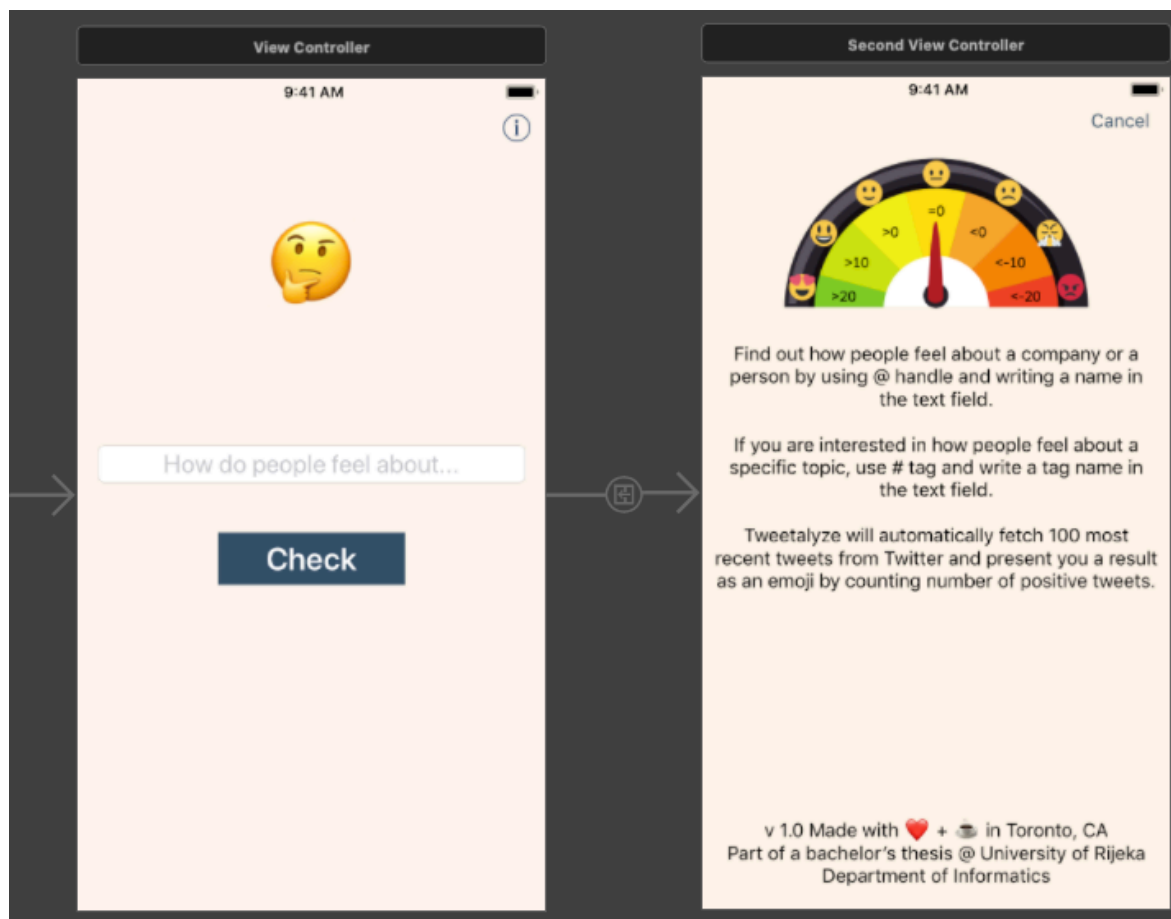 View Controller
9:41 AM
How do people feel about...
Check
Second View Controller
9:41 AM
Cancel
=0
>0
<0
>10
<-10
>20
<-20
Find out how people feel about a company or a
person by using @ handle and writing a name in
the text field.
If you are interested in how people feel about a
specific topic, use # tag and write a tag name in
the text field.
Tweetalyze will automatically fetch 100 most
recent tweets from Twitter and present you a result
as an emoji by counting number of positive tweets.
v 1.0 Made with ❤️ + ☕ in Toronto, CA
Part of a bachelor's thesis @ University of Rijeka
Department of Informatics